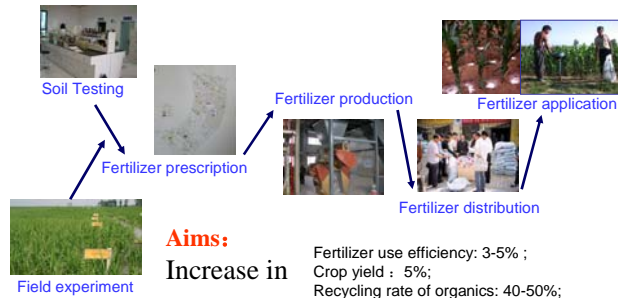 Soil Testing
Fertilizer prescription
Field experiment
Fertilizer production
Fertilizer distribution
Fertilizer application
Aims：
Increase in
Fertilizer use efficiency: 3-5% ;
Crop yield： 5%;
Recycling rate of organics: 40-50%;